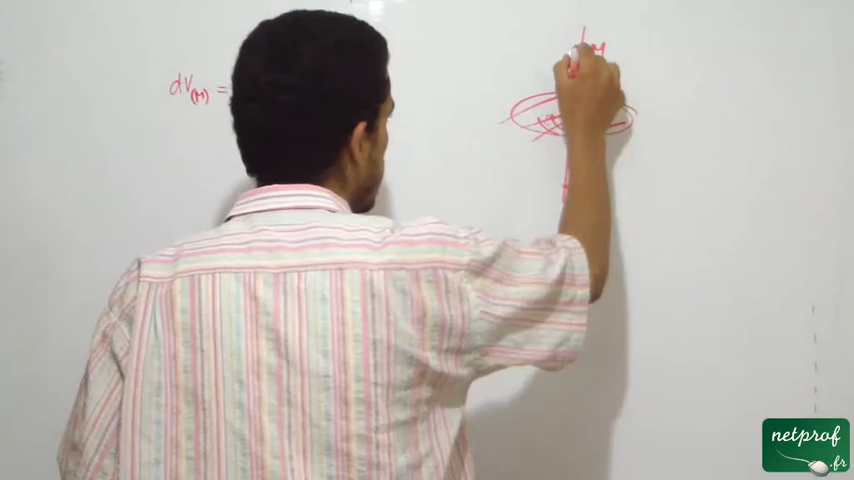 dV(M) =
M
netprof
.fr